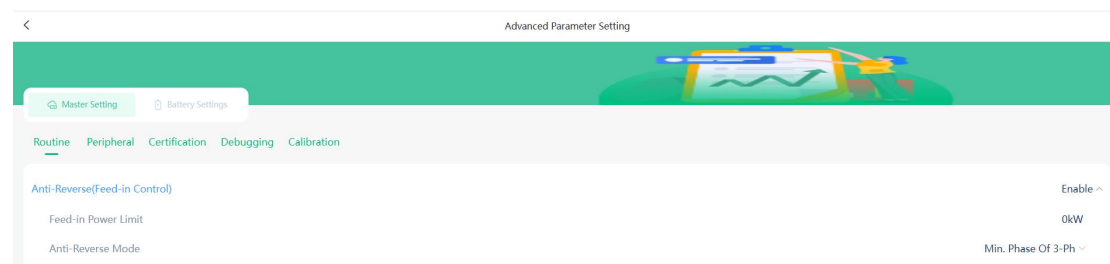 Advanced Parameter Setting
Master Setting Battery Settings
Routine Peripheral Certification Debugging Calibration
Anti-Reverse(Feed-in Control) Enable
Feed-in Power Limit 0kW
Anti-Reverse Mode Min. Phase Of 3-Ph